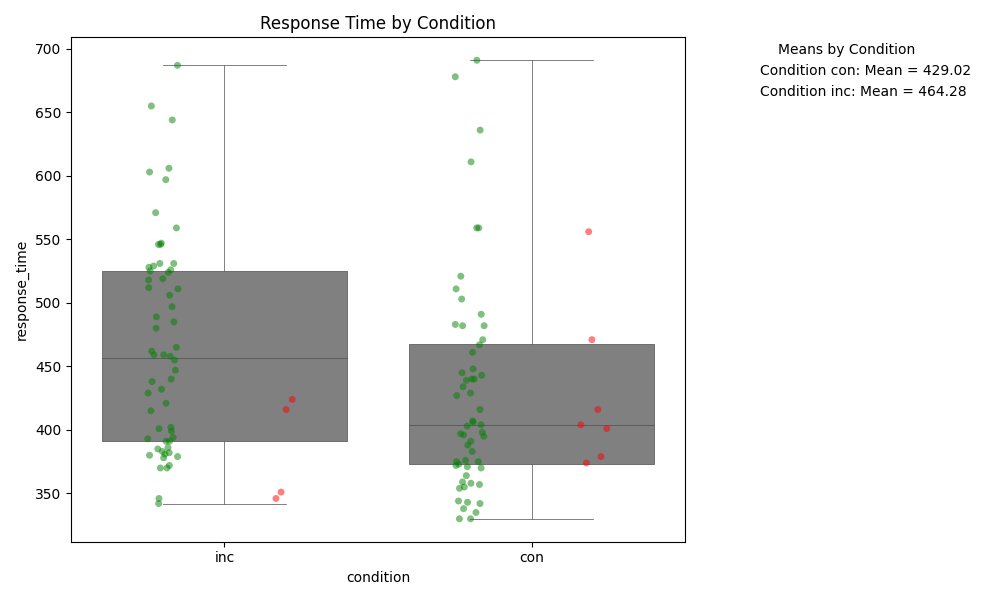 Response Time by Condition
Means by Condition
Condition con: Mean = 429.02
Condition inc: Mean = 464.28
700
650
600
550
500
450
400
350
response_time
inc
con
condition